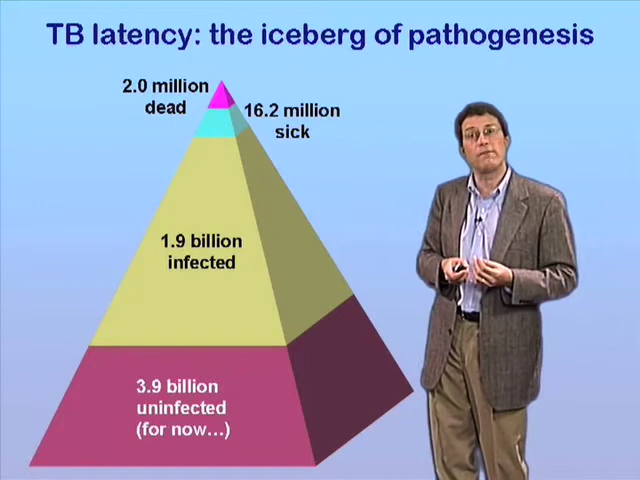 TB latency: the iceberg of pathogenesis
2.0 million
dead
16.2 million
sick
1.9 billion
infected
3.9 billion
uninfected
(for now...)